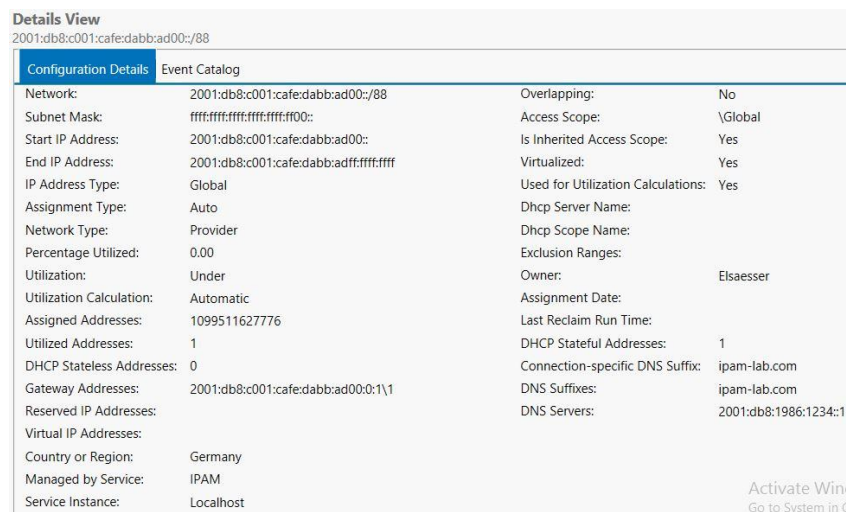 Details View
2001:db8:c001:cafe:dabb:ad00::/88
Configuration Details Event Catalog
Network: 2001:db8:c001:cafe:dabb:ad00::/88 Overlapping: No
Subnet Mask: ffff:ffff:ffff:ffff:ffff:ff00:: Access Scope: \Global
Start IP Address: 2001:db8:c001:cafe:dabb:ad00:: Is Inherited Access Scope: Yes
End IP Address: 2001:db8:c001:cafe:dabb:adff:ffff:ffff Virtualized: Yes
IP Address Type: Global Used for Utilization Calculations: Yes
Assignment Type: Auto Dhcp Server Name:
Network Type: Provider Dhcp Scope Name:
Percentage Utilized: 0.00 Exclusion Ranges:
Utilization: Under Owner: Elsaesser
Utilization Calculation: Automatic Assignment Date:
Assigned Addresses: 1099511627776 Last Reclaim Run Time:
Utilized Addresses: 1 DHCP Stateful Addresses: 1
DHCP Stateless Addresses: 0 Connection-specific DNS Suffix: ipam-lab.com
Gateway Addresses: 2001:db8:c001:cafe:dabb:ad00:0:1\1 DNS Suffixes: ipam-lab.com
Reserved IP Addresses: DNS Servers: 2001:db8:1986:1234::1
Virtual IP Addresses:
Country or Region: Germany
Managed by Service: IPAM
Activate Win
Service Instance: Localhost
Go to System in